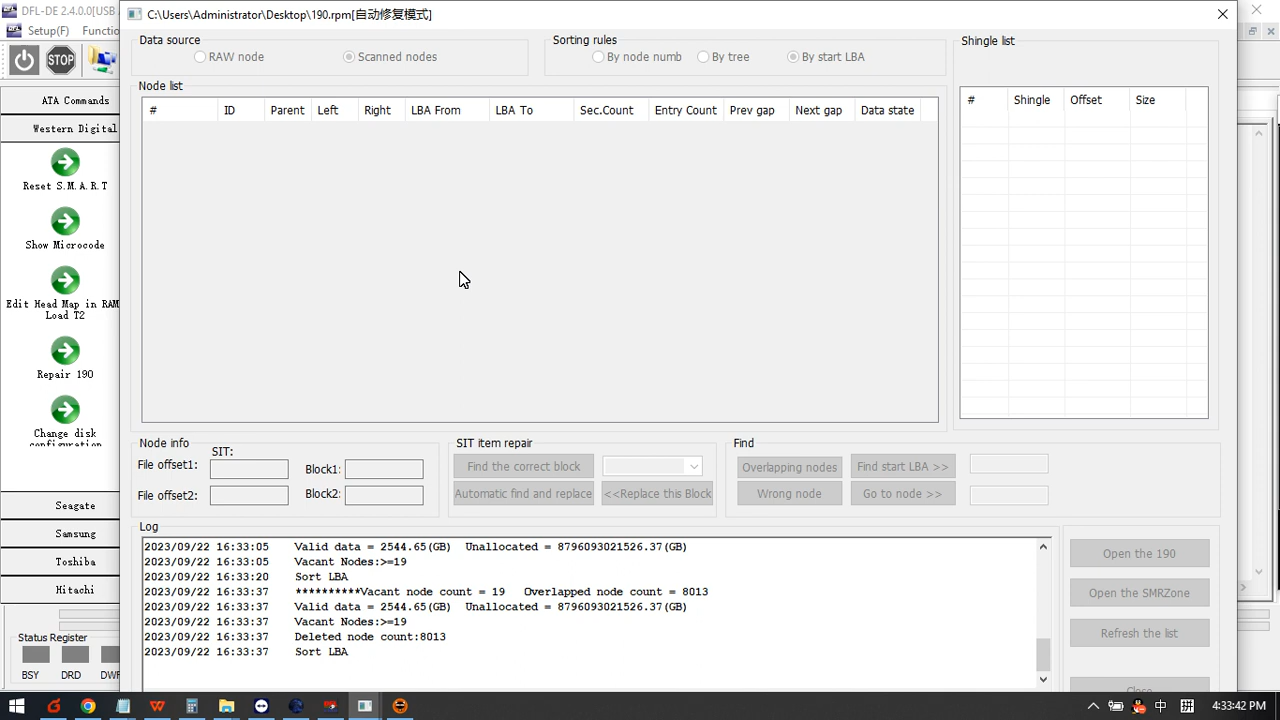 DFL-DE 2.4.0.0[USB
Setup(F) Functio
STOP
ATA Commands
Western Digital
Reset S.M.A.R.T
Show Microcode
Edit Head Map in RAM
Load T2
Repair 190
Change disk
configuration
Seagate
Samsung
Toshiba
Hitachi
Status Register
BSY DRD DWF
C:\Users\Administrator\Desktop\190.rpm[自动修复模式]
Data source
RAW node Scanned nodes
Sorting rules
By node numb By tree By start LBA
Shingle list
# Shingle Offset Size
Node list
# ID Parent Left Right LBA From LBA To Sec.Count Entry Count Prev gap Next gap Data state
Node info
SIT:
File offset1: Block1:
File offset2: Block2:
SIT item repair
Find the correct block
Automatic find and replace <<Replace this Block
Find
Overlapping nodes Find start LBA >>
Wrong node Go to node >>
Log
2023/09/22 16:33:05 Valid data = 2544.65(GB) Unallocated = 8796093021526.37(GB)
2023/09/22 16:33:05 Vacant Nodes:>=19
2023/09/22 16:33:20 Sort LBA
2023/09/22 16:33:37 **********Vacant node count = 19 Overlapped node count = 8013
2023/09/22 16:33:37 Valid data = 2544.65(GB) Unallocated = 8796093021526.37(GB)
2023/09/22 16:33:37 Vacant Nodes:>=19
2023/09/22 16:33:37 Deleted node count:8013
2023/09/22 16:33:37 Sort LBA
Open the 190
Open the SMRZone
Refresh the list
Close
中 拼 4:33:42 PM